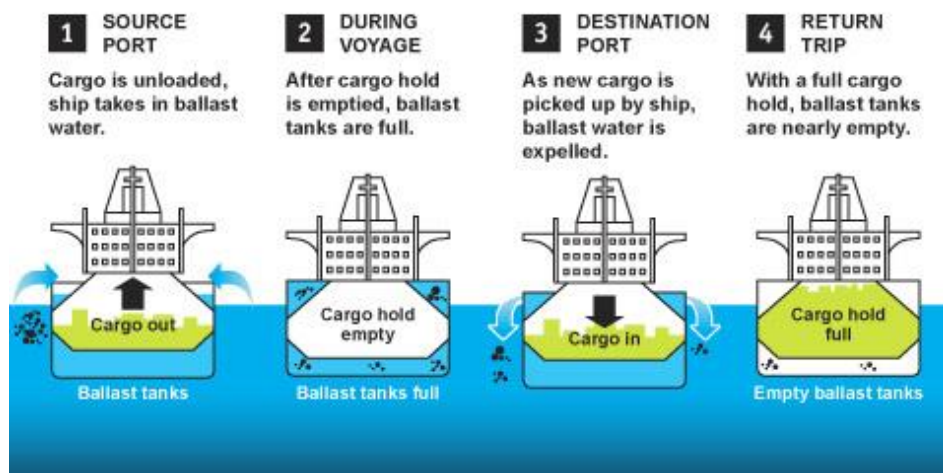 1 SOURCE
PORT
Cargo is unloaded,
ship takes in ballast
water.
Cargo out
Ballast tanks
2 DURING
VOYAGE
After cargo hold
is emptied, ballast
tanks are full.
Cargo hold
empty
Ballast tanks full
3 DESTINATION
PORT
As new cargo is
picked up by ship,
ballast water is
expelled.
Cargo in
4 RETURN
TRIP
With a full cargo
hold, ballast tanks
are nearly empty.
Cargo hold
full
Empty ballast tanks